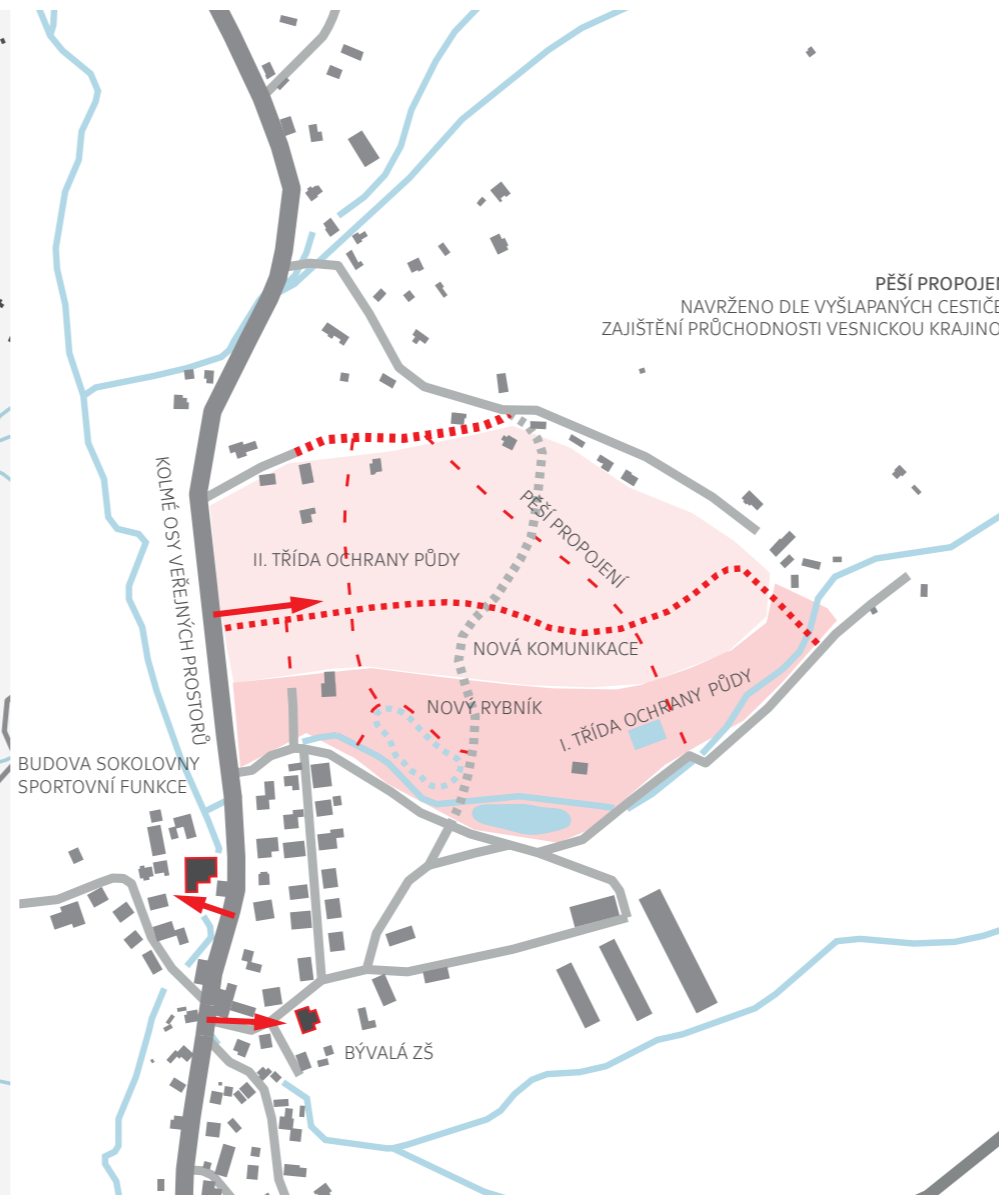 PĚŠÍ PROPOJEN
NAVRŽENO DLE VYŠLAPANÝCH CESTIČE
ZAJIŠTĚNÍ PRŮCHODNOSTI VESNICKOU KRAJINO
KOLMÉ OSY VEŘEJNÝCH PROSTORŮ
PĚŠÍ PROPOJENÍ
II. TŘÍDA OCHRANY PŮDY
NOVÁ KOMUNIKACE
NOVÝ RYBNÍK
I. TŘÍDA OCHRANY PŮDY
BUDOVA SOKOLOVNY
SPORTOVNÍ FUNKCE
BÝVALÁ ZŠ